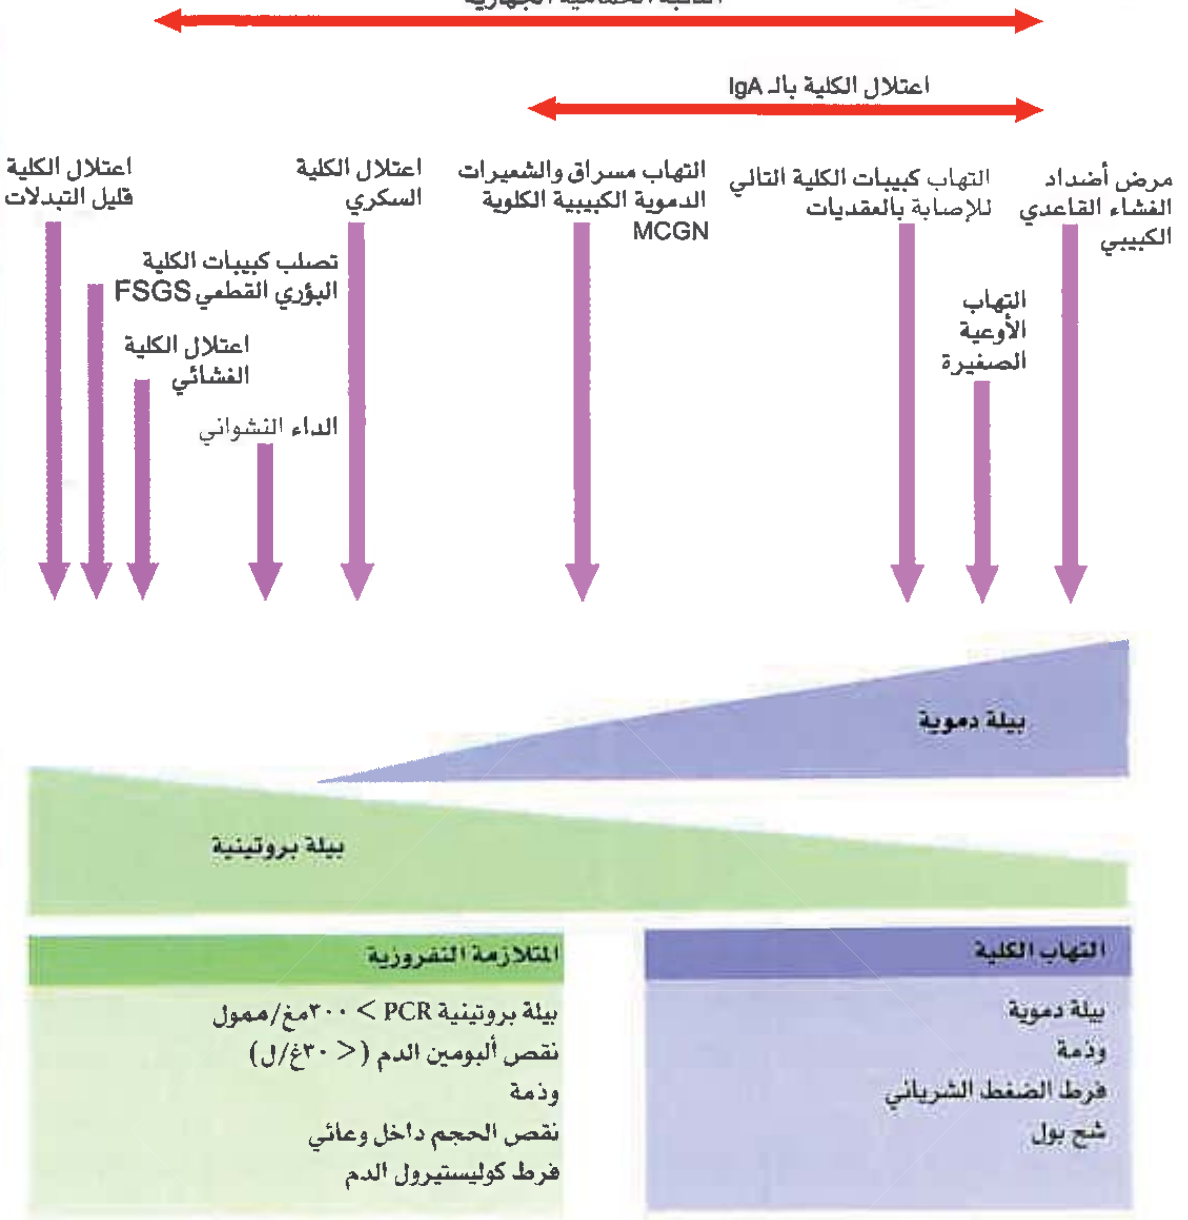 اعتلال الكلية بالـ IgA
مرض أضداد
الغشاء القاعدي
الكبيبي
التهاب كبيبات الكلية التالي
للإصابة بالعقديات
التهاب
الأوعية
الصغيرة
التهاب مسراق والشعيرات
الدموية الكبيبية الكلوية
MCGN
اعتلال الكلية
السكري
الداء النشواني
تصلب كبيبات الكلية
البؤري القطعي FSGS
اعتلال الكلية
الغشائي
اعتلال الكلية
قليل التبدلات
بيلة دموية
بيلة بروتينية
التهاب الكلية
بيلة دموية
وذمة
فرط الضغط الشرياني
شح بول
المتلازمة النفروزية
بيلة بروتينية PCR > ٣٠٠مغ/ممول
نقص ألبومين الدم (< ٣٠غ/ل)
وذمة
نقص الحجم داخل وعائي
فرط كوليستيرول الدم